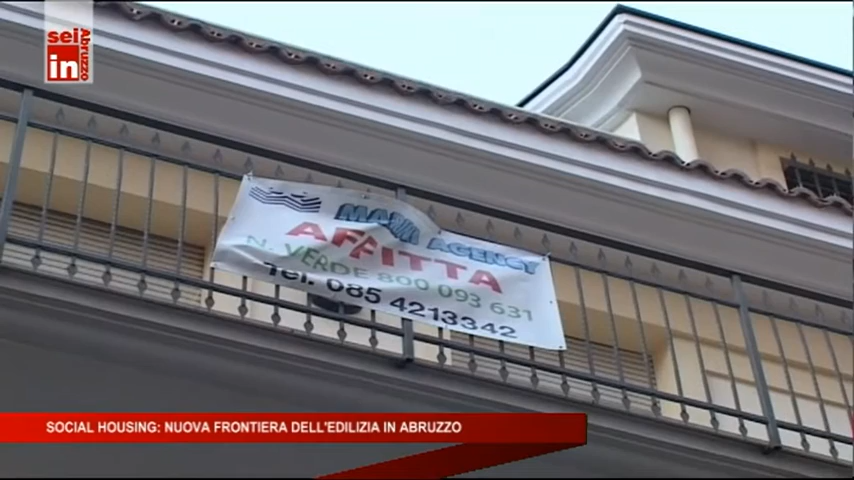 sei
in
Abruzzo
AGENCY
AFFITTA
N. VERDE 800 093 631
Tel. 085 4213342
SOCIAL HOUSING: NUOVA FRONTIERA DELL'EDILIZIA IN ABRUZZO